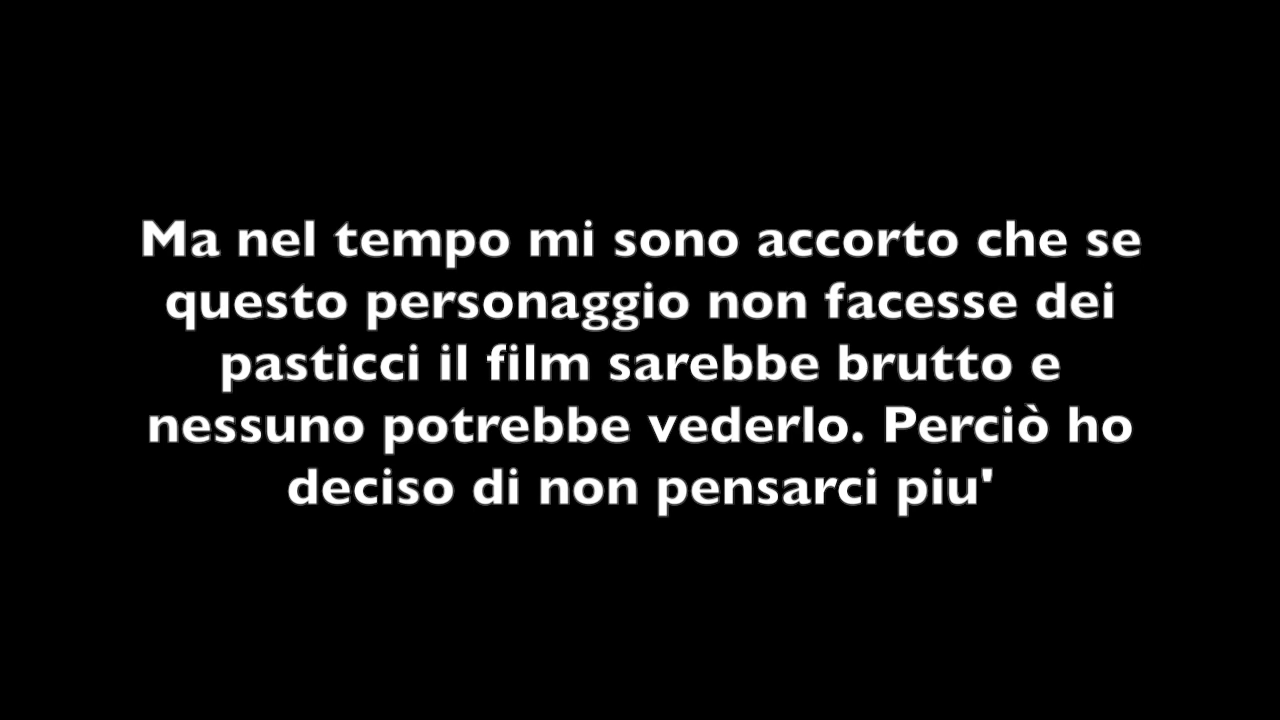 Ma nel tempo mi sono accorto che se
questo personaggio non facesse dei
pasticci il film sarebbe brutto e
nessuno potrebbe vederlo. Perciò ho
deciso di non pensarci piu'